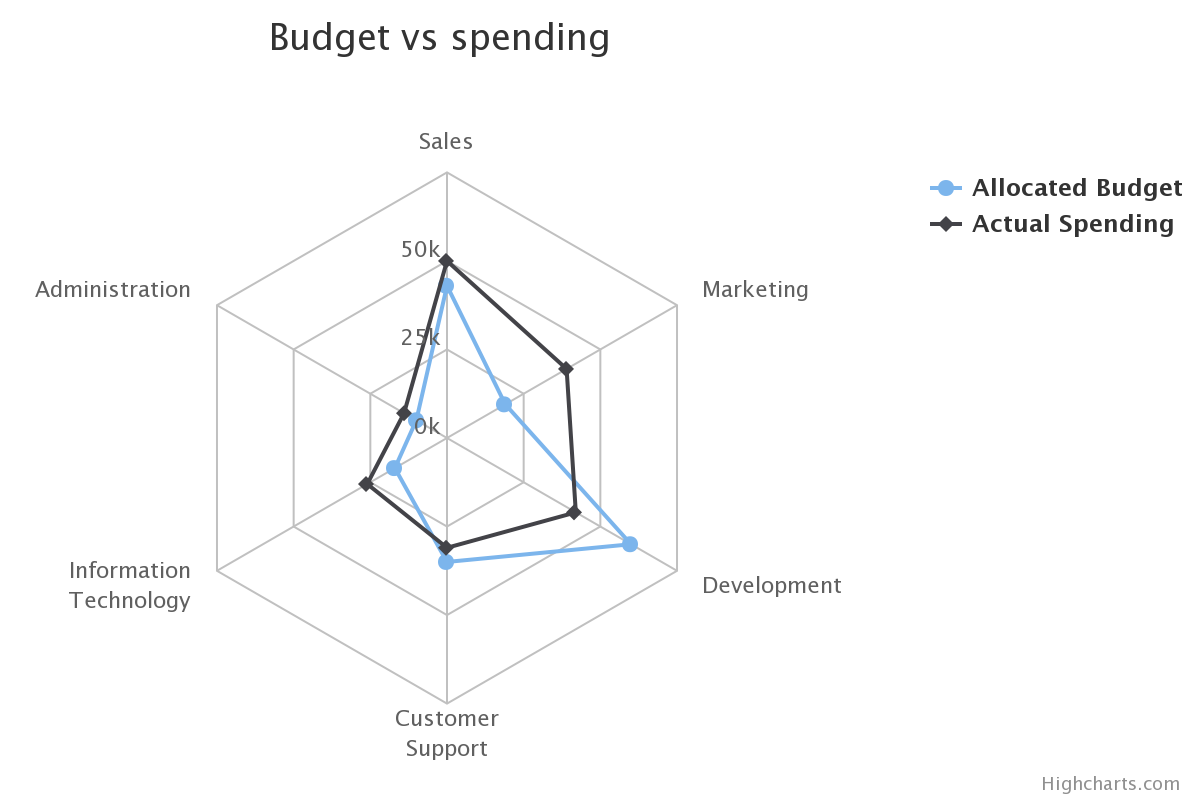 Budget vs spending
Sales
Allocated Budget
Actual Spending
50k
Administration
Marketing
25k
0k
Information
Technology
Development
Customer
Support
Highcharts.com